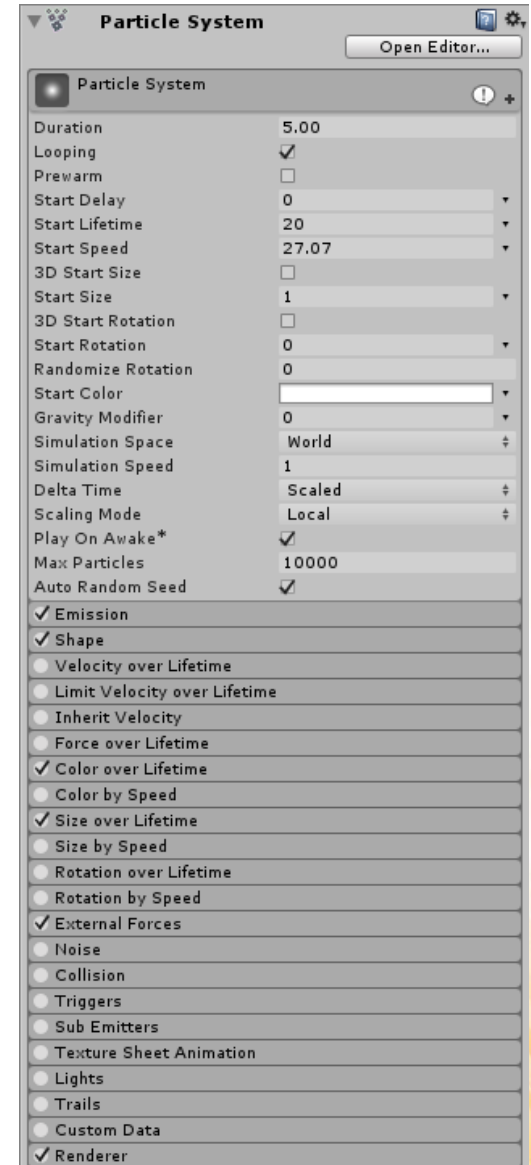 Particle System
Open Editor...
Particle System
Duration 5.00
Looping
Prewarm
Start Delay 0
Start Lifetime 20
Start Speed 27.07
3D Start Size
Start Size 1
3D Start Rotation
Start Rotation 0
Randomize Rotation 0
Start Color
Gravity Modifier 0
Simulation Space World
Simulation Speed 1
Delta Time Scaled
Scaling Mode Local
Play On Awake*
Max Particles 10000
Auto Random Seed
Emission
Shape
Velocity over Lifetime
Limit Velocity over Lifetime
Inherit Velocity
Force over Lifetime
Color over Lifetime
Color by Speed
Size over Lifetime
Size by Speed
Rotation over Lifetime
Rotation by Speed
External Forces
Noise
Collision
Triggers
Sub Emitters
Texture Sheet Animation
Lights
Trails
Custom Data
Renderer